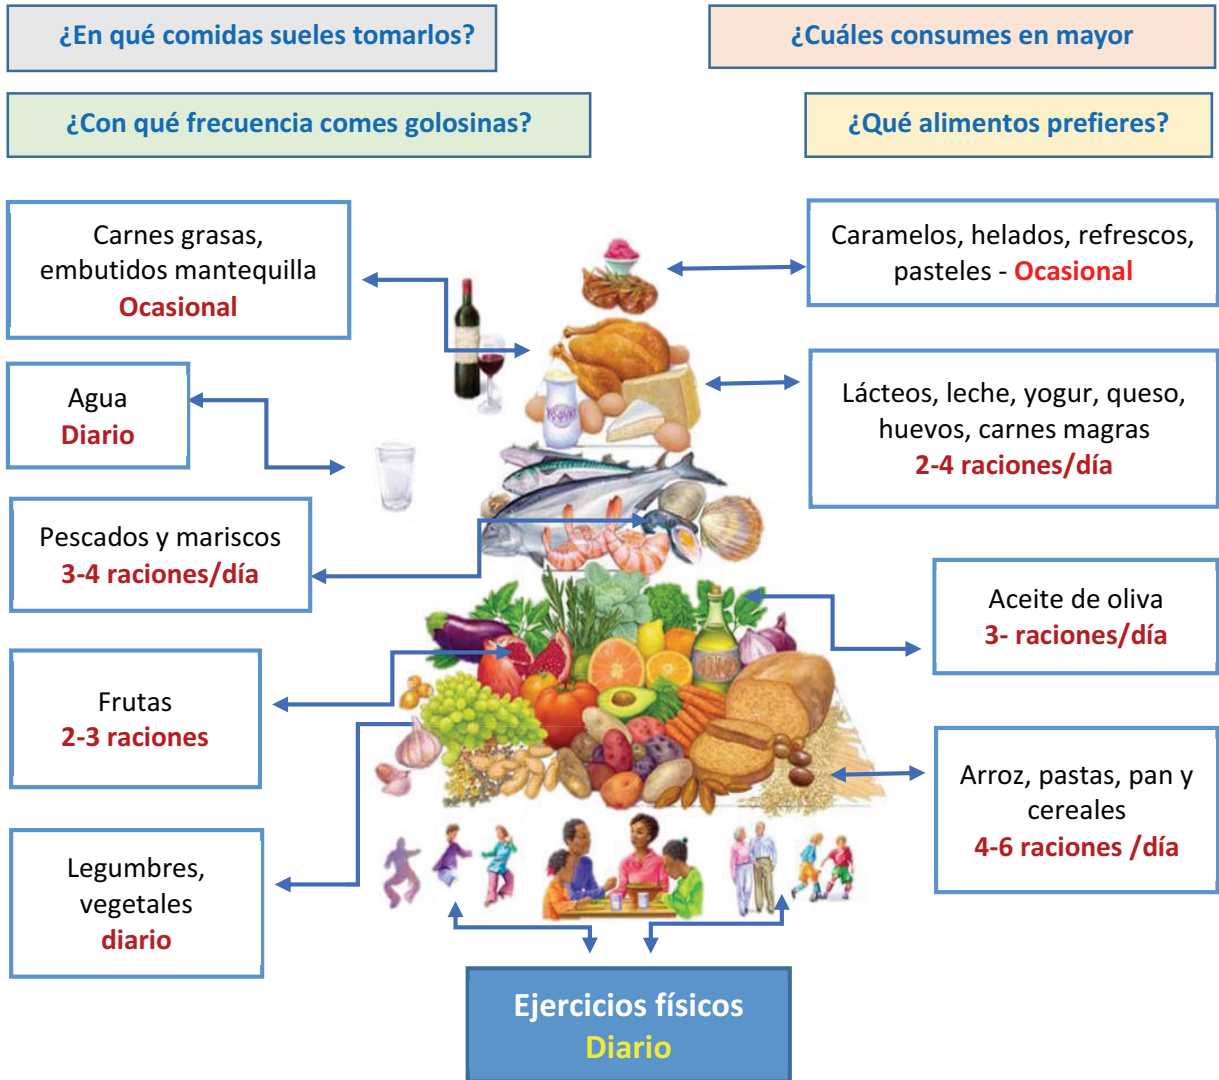 ¿En qué comidas sueles tomarlos?
¿Cuáles consumes en mayor
¿Con qué frecuencia comes golosinas?
¿Qué alimentos prefieres?
Carnes grasas,
embutidos mantequilla
Ocasional
Caramelos, helados, refrescos,
pasteles - Ocasional
Agua
Diario
Lácteos, leche, yogur, queso,
huevos, carnes magras
2-4 raciones/día
Pescados y mariscos
3-4 raciones/día
Aceite de oliva
3- raciones/día
Frutas
2-3 raciones
Arroz, pastas, pan y
cereales
4-6 raciones /día
Legumbres,
vegetales
diario
Ejercicios físicos
Diario